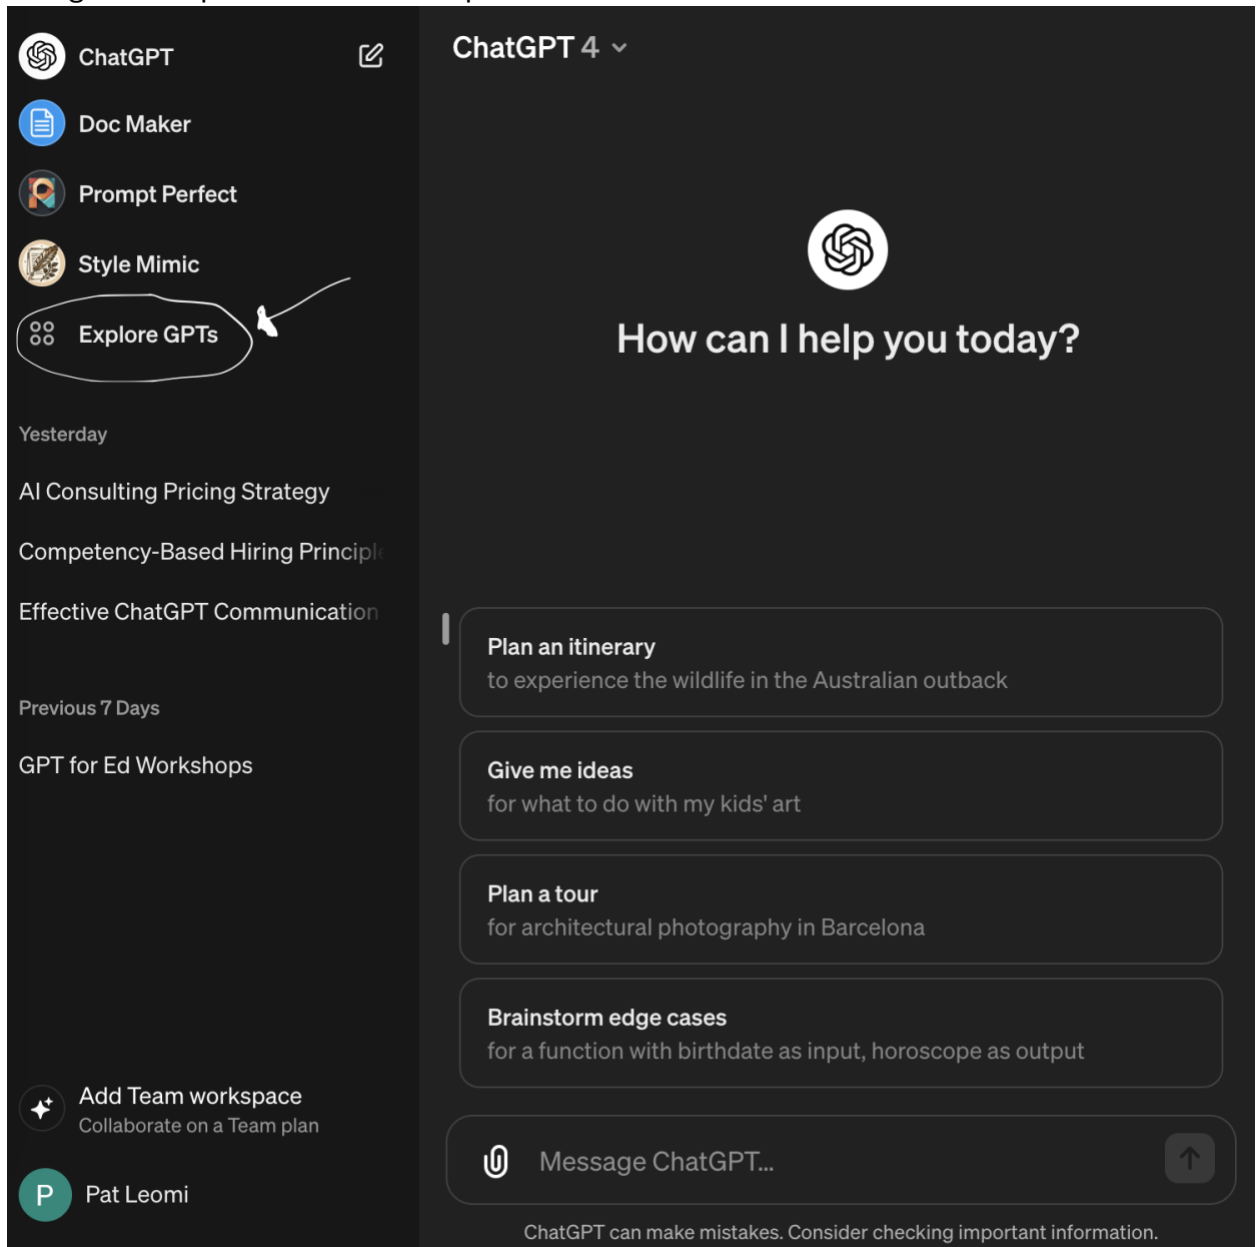 ChatGPT
Doc Maker
Prompt Perfect
Style Mimic
Explore GPTs
Yesterday
AI Consulting Pricing Strategy
Competency-Based Hiring Principle
Effective ChatGPT Communication
Previous 7 Days
GPT for Ed Workshops
Add Team workspace
Collaborate on a Team plan
P
Pat Leomi
ChatGPT 4
How can I help you today?
Plan an itinerary
to experience the wildlife in the Australian outback
Give me ideas
for what to do with my kids' art
Plan a tour
for architectural photography in Barcelona
Brainstorm edge cases
for a function with birthdate as input, horoscope as output
Message ChatGPT...
ChatGPT can make mistakes. Consider checking important information.